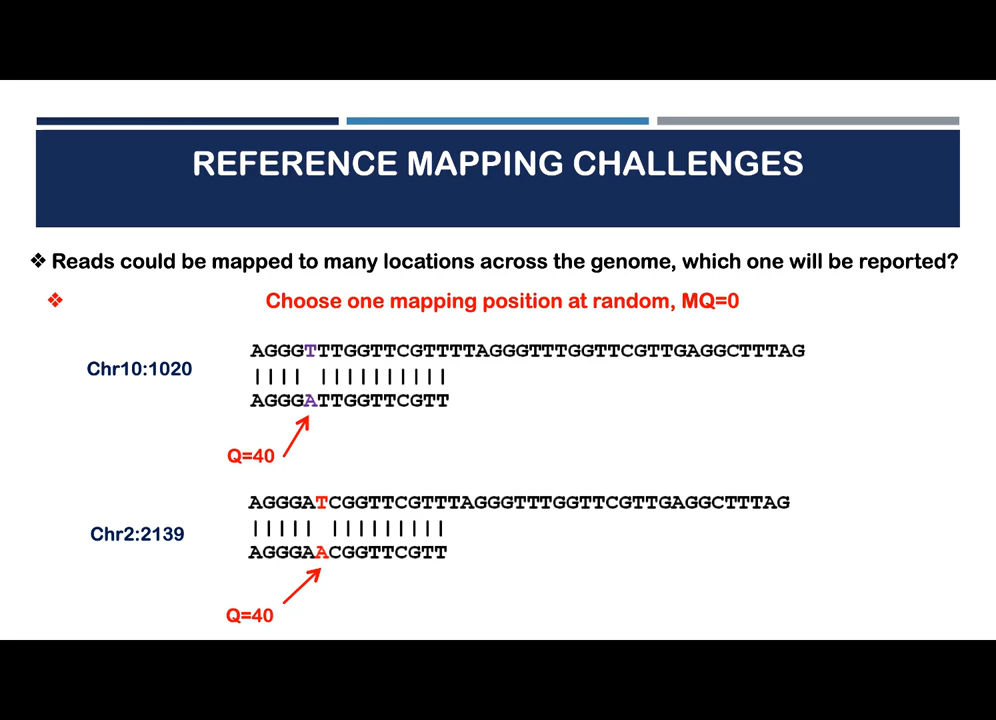 REFERENCE MAPPING CHALLENGES
❖ Reads could be mapped to many locations across the genome, which one will be reported?
❖ Choose one mapping position at random, MQ=0
Chr10:1020
AGGGTTTGGTTCGTTTTAGGGTTTGGTTCGTTGAGGCTTTAG
AGGGATTGGTTCGTT
Q=40
Chr2:2139
AGGGATCGGTTCGTTTAGGGTTTGGTTCGTTGAGGCTTTAG
AGGGAACGGTTCGTT
Q=40